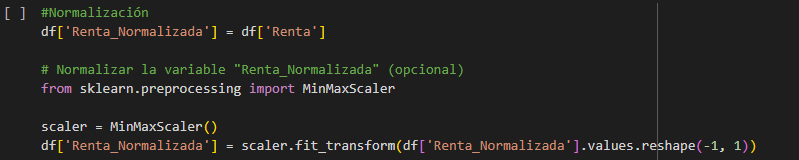 [ ] #Normalización
df['Renta_Normalizada'] = df['Renta']
# Normalizar la variable "Renta_Normalizada" (opcional)
from sklearn.preprocessing import MinMaxScaler
scaler = MinMaxScaler()
df['Renta_Normalizada'] = scaler.fit_transform(df['Renta_Normalizada'].values.reshape(-1, 1))